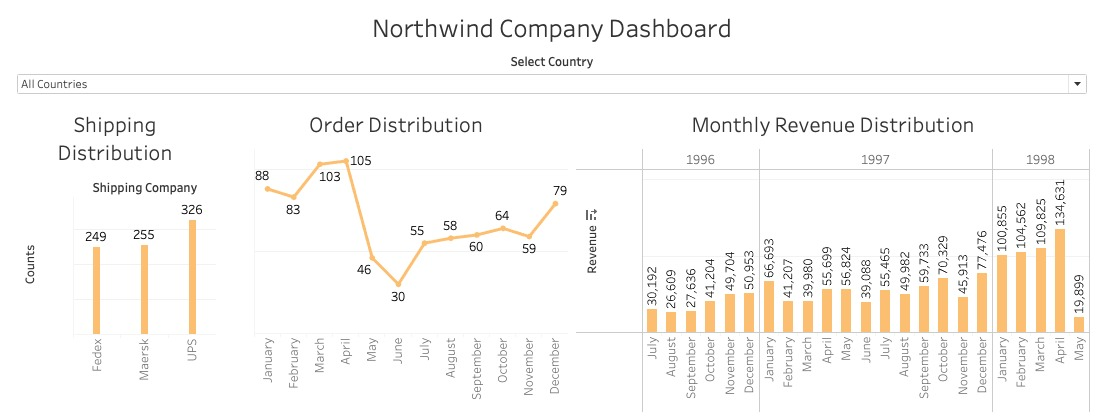 Northwind Company Dashboard
Select Country
All Countries
Shipping
Distribution
Shipping Company
Counts
249
255
326
Fedex
Maersk
UPS
Order Distribution
88
83
103
105
46
30
55
58
60
64
59
79
January
February
March
April
May
June
July
August
September
October
November
December
Monthly Revenue Distribution
1996
1997
1998
Revenue
30,192
26,609
27,636
41,204
49,704
50,953
66,693
41,207
39,980
55,699
56,824
39,088
55,465
49,982
59,733
70,329
45,913
77,476
100,855
104,562
109,825
134,631
19,899
July
August
September
October
November
December
January
February
March
April
May
June
July
August
September
October
November
December
January
February
March
April
May